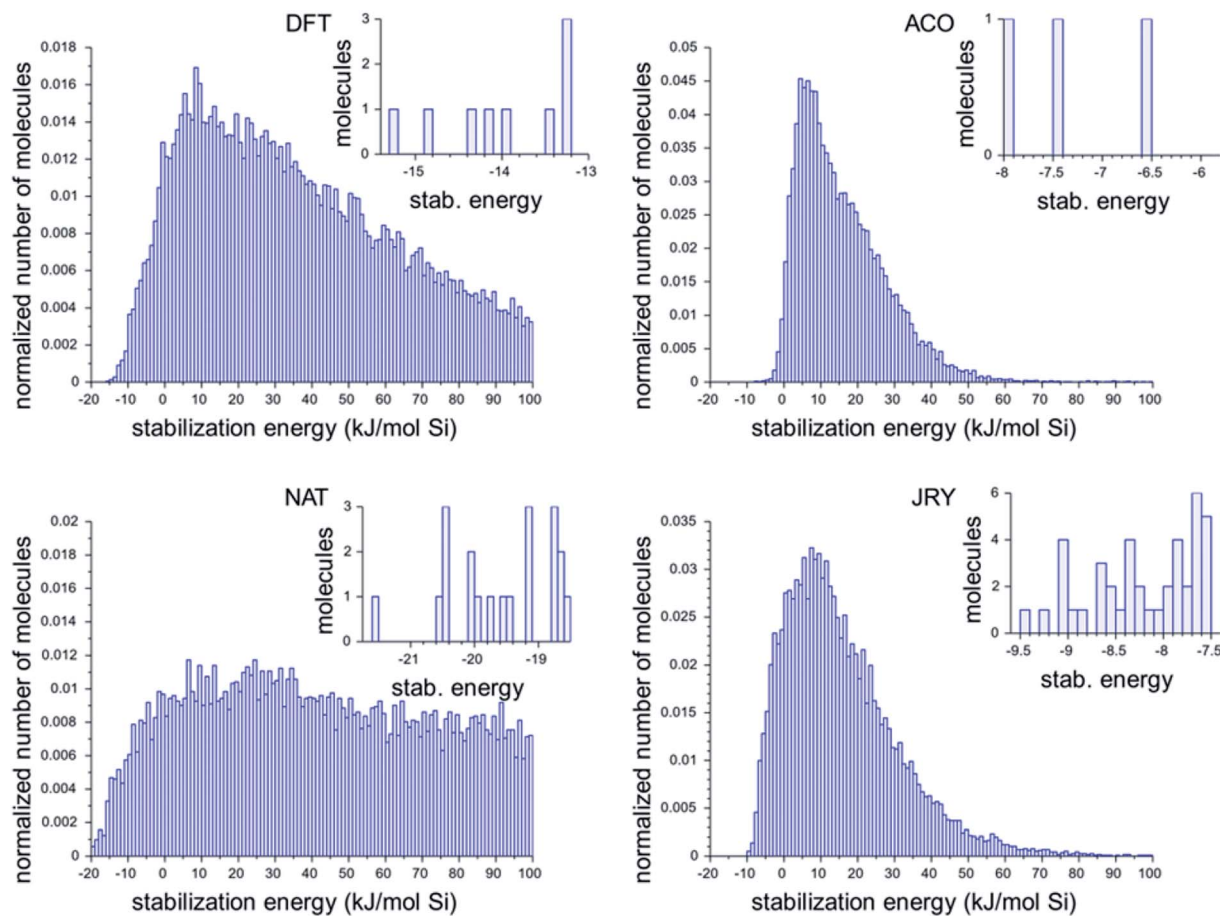 DFT
normalized number of molecules
0.018
0.016
0.014
0.012
0.01
0.008
0.006
0.004
0.002
0
-20 -10 0 10 20 30 40 50 60 70 80 90 100
stabilization energy (kJ/mol Si)
molecules
3
2
1
0
-15 -14 -13
stab. energy
ACO
normalized number of molecules
0.05
0.045
0.04
0.035
0.03
0.025
0.02
0.015
0.01
0.005
0
-20 -10 0 10 20 30 40 50 60 70 80 90 100
stabilization energy (kJ/mol Si)
molecules
1
0
-8 -7.5 -7 -6.5 -6
stab. energy
NAT
normalized number of molecules
0.02
0.018
0.016
0.014
0.012
0.01
0.008
0.006
0.004
0.002
0
-20 -10 0 10 20 30 40 50 60 70 80 90 100
stabilization energy (kJ/mol Si)
molecules
3
2
1
0
-21 -20 -19
stab. energy
JRY
normalized number of molecules
0.035
0.03
0.025
0.02
0.015
0.01
0.005
0
-20 -10 0 10 20 30 40 50 60 70 80 90 100
stabilization energy (kJ/mol Si)
molecules
6
4
2
0
-9.5 -9 -8.5 -8 -7.5
stab. energy